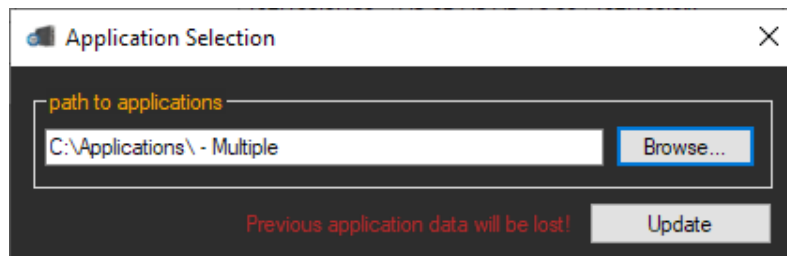 Application Selection
path to applications
C:\Applications\ - Multiple
Browse...
Previous application data will be lost!
Update